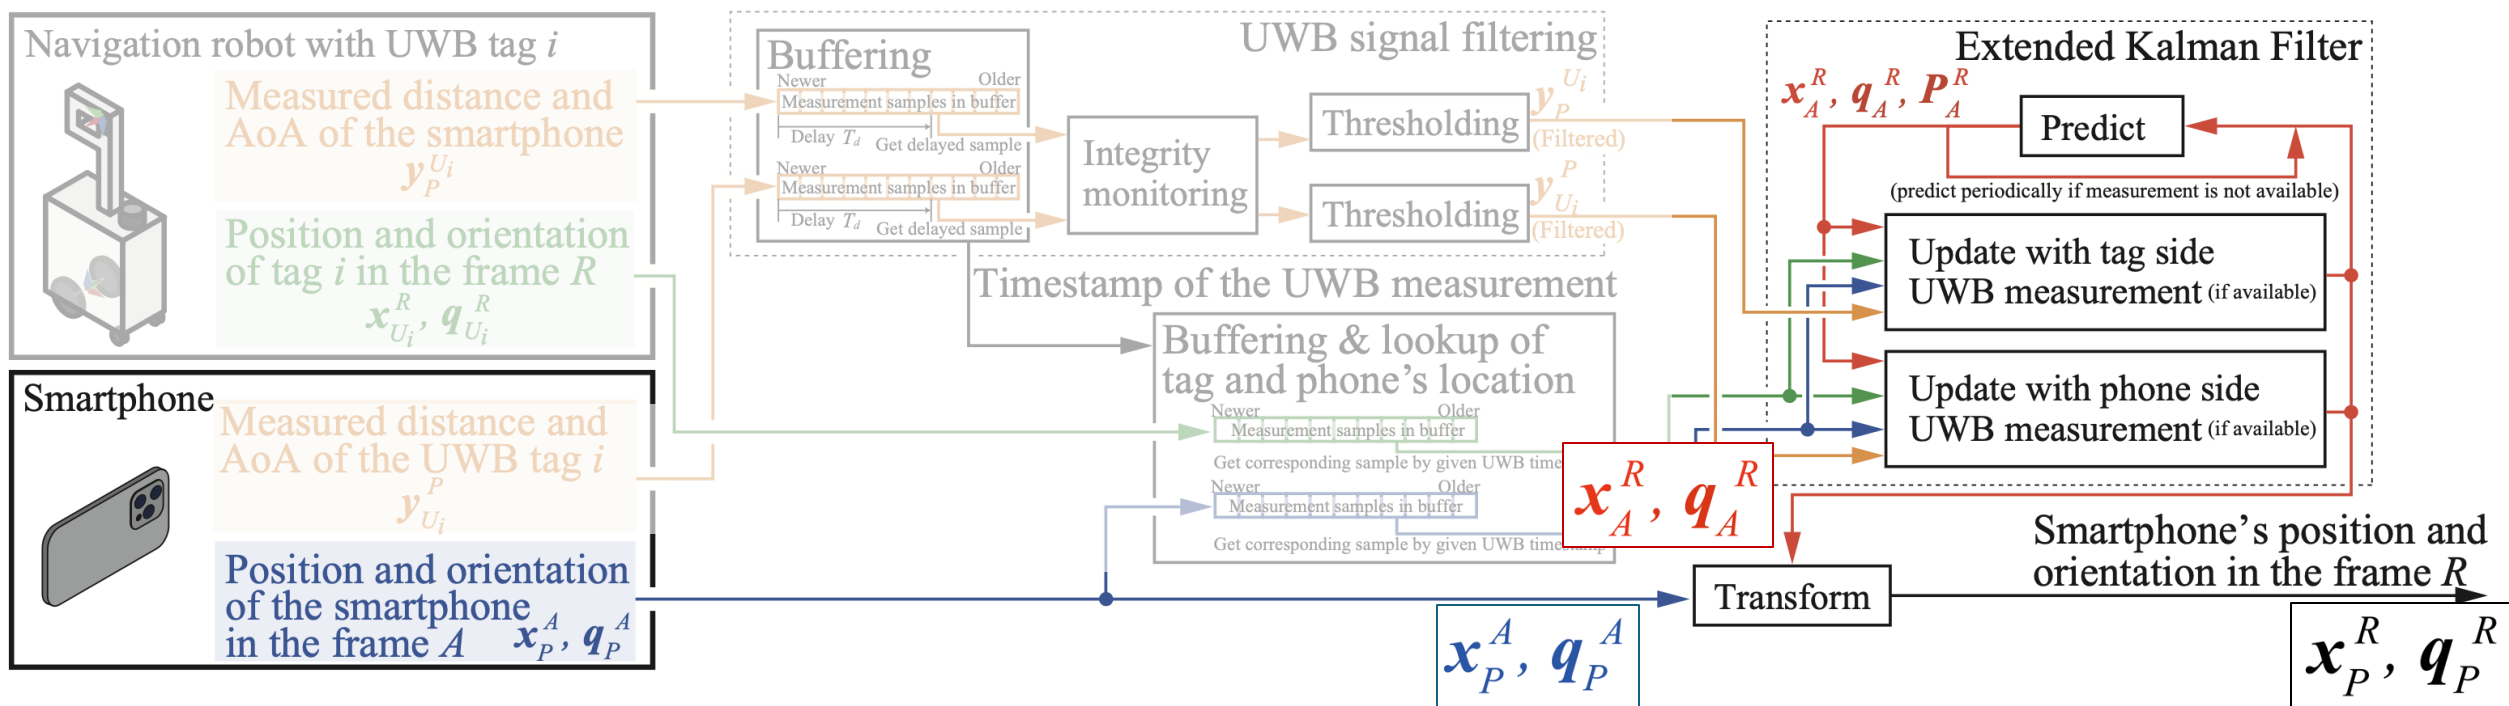 Navigation robot with UWB tag i
Measured distance and
AoA of the smartphone
y_P^{U_i}
Position and orientation
of tag i in the frame R
x_{U_i}^R, q_{U_i}^R
Smartphone
Measured distance and
AoA of the UWB tag i
y_{U_i}^P
Position and orientation
of the smartphone
in the frame A x_P^A, q_P^A
UWB signal filtering
Buffering
Newer Older
Measurement samples in buffer
Delay T_d
Get delayed sample
Newer Older
Measurement samples in buffer
Delay T_d
Get delayed sample
Integrity
monitoring
Thresholding
y_P^{U_i}
(Filtered)
Thresholding
y_{U_i}^P
(Filtered)
Timestamp of the UWB measurement
Buffering & lookup of
tag and phone's location
Newer Older
Measurement samples in buffer
Get corresponding sample by given UWB time
Newer Older
Measurement samples in buffer
Get corresponding sample by given UWB timestamp
Extended Kalman Filter
x_A^R, q_A^R, P_A^R
Predict
(predict periodically if measurement is not available)
Update with tag side
UWB measurement (if available)
Update with phone side
UWB measurement (if available)
x_A^R, q_A^R
Transform
x_P^A, q_P^A
Smartphone's position and
orientation in the frame R
x_P^R, q_P^R